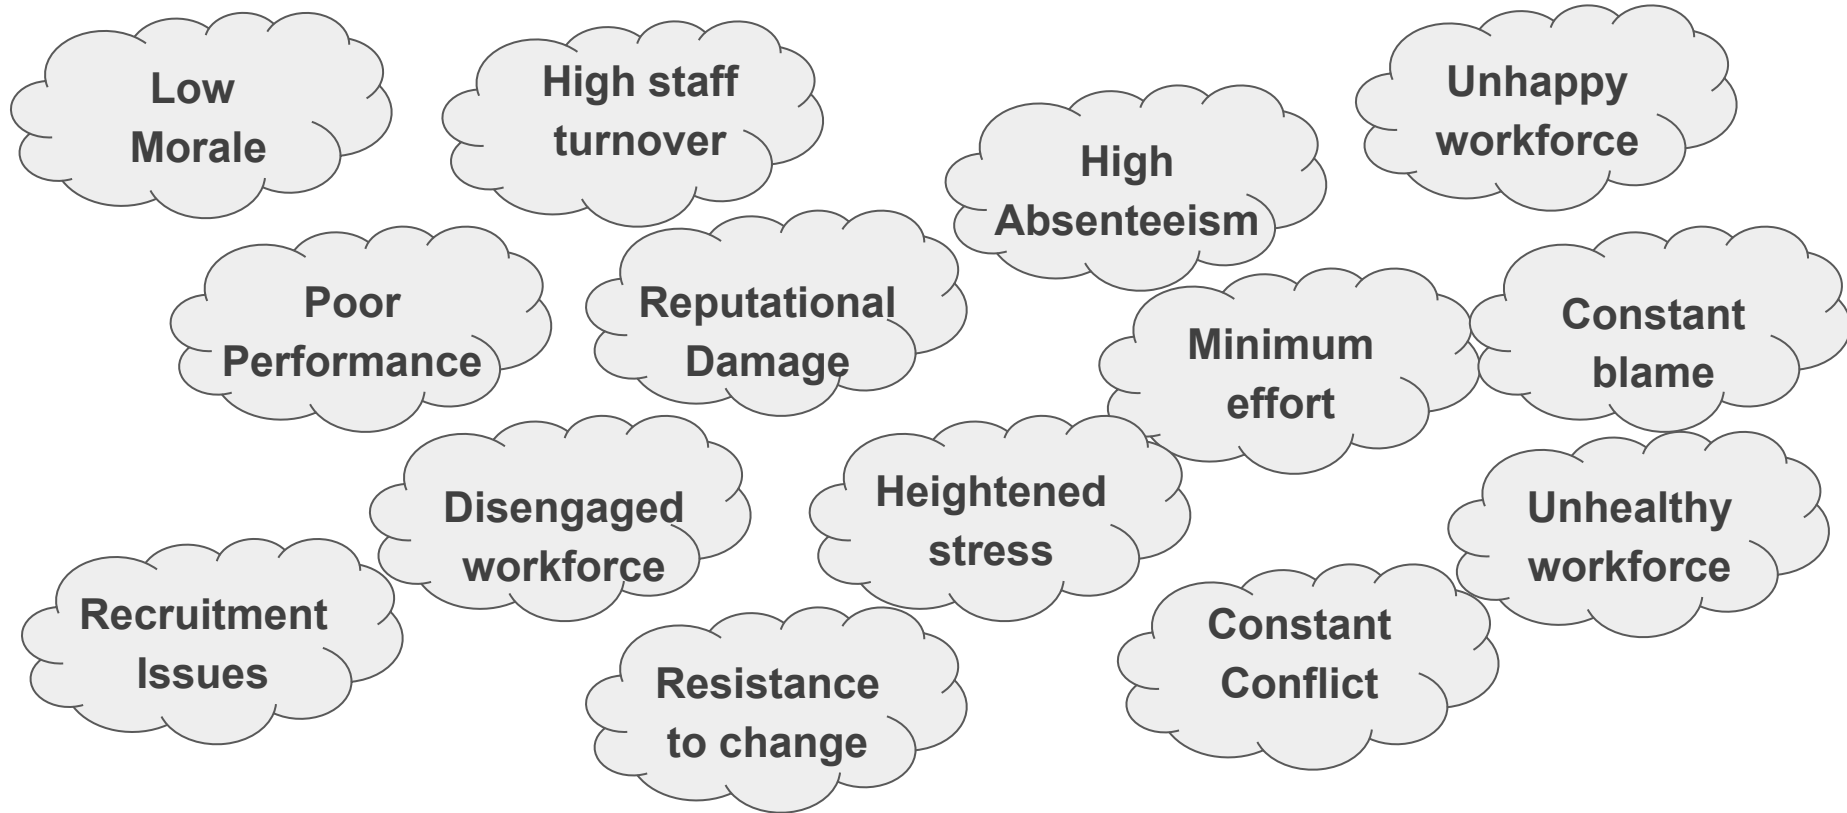 Low
Morale
High staff
turnover
High
Absenteeism
Unhappy
workforce
Poor
Performance
Reputational
Damage
Minimum
effort
Constant
blame
Disengaged
workforce
Heightened
stress
Unhealthy
workforce
Recruitment
Issues
Resistance
to change
Constant
Conflict